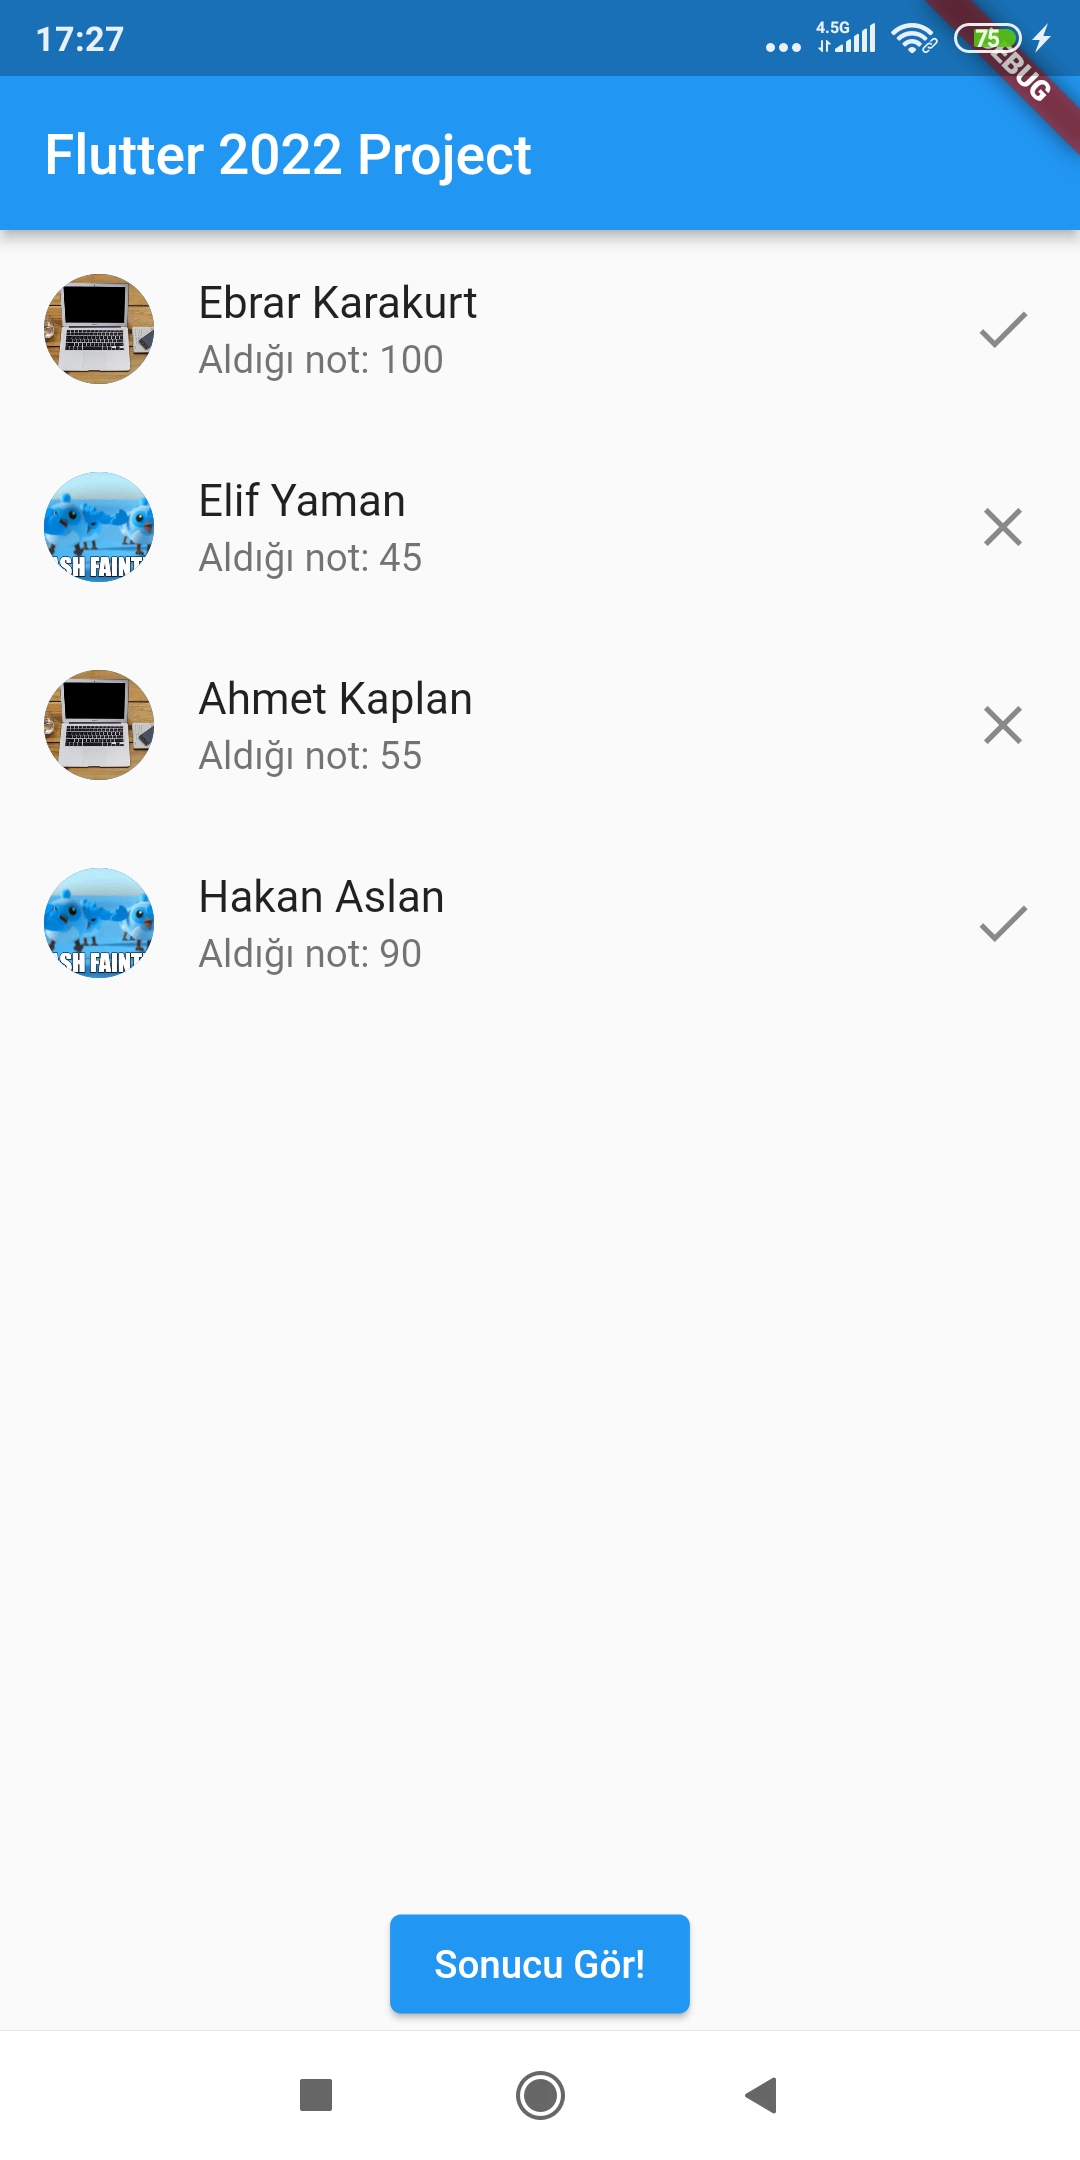 17:27
4.5G
75
EBUG
Flutter 2022 Project
Ebrar Karakurt
Aldığı not: 100
Elif Yaman
Aldığı not: 45
SH FAINT
Ahmet Kaplan
Aldığı not: 55
Hakan Aslan
Aldığı not: 90
SH FAINT
Sonucu Gör!